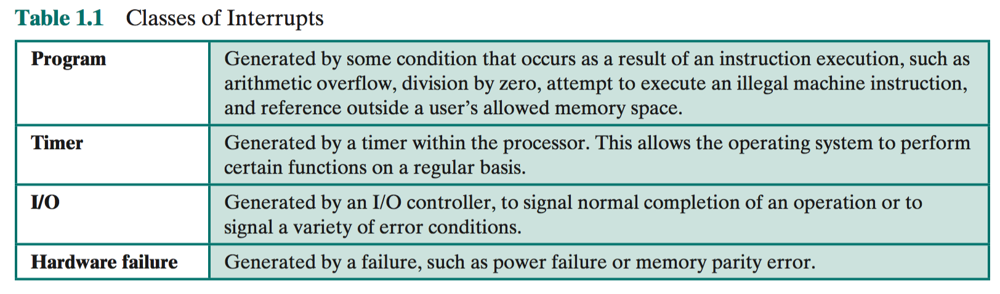 Table 1.1 Classes of Interrupts
Program
Generated by some condition that occurs as a result of an instruction execution, such as
arithmetic overflow, division by zero, attempt to execute an illegal machine instruction,
and reference outside a user’s allowed memory space.
Timer
Generated by a timer within the processor. This allows the operating system to perform
certain functions on a regular basis.
I/O
Generated by an I/O controller, to signal normal completion of an operation or to
signal a variety of error conditions.
Hardware failure
Generated by a failure, such as power failure or memory parity error.